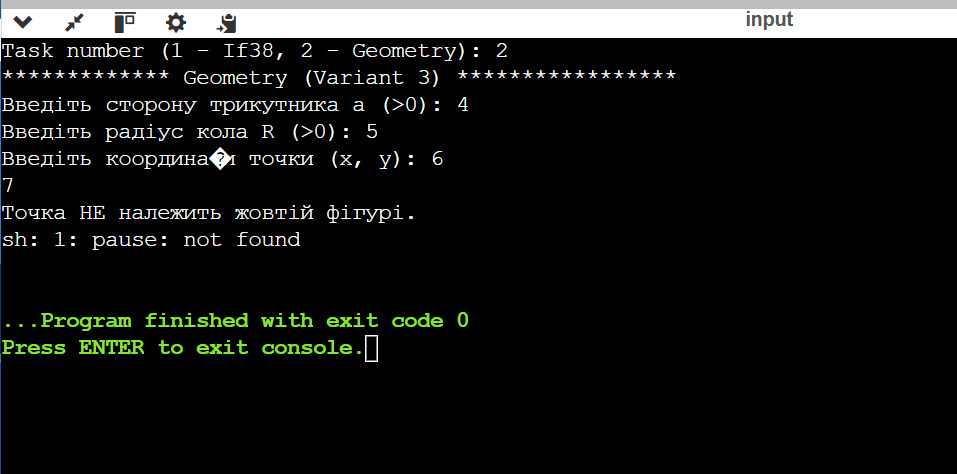 input
Task number (1 - If38, 2 - Geometry): 2
************* Geometry (Variant 3) *****************
Введіть сторону трикутника a (>0): 4
Введіть радіус кола R (>0): 5
Введіть координа�и точки (x, y): 6
7
Точка НЕ належить жовтій фігурі.
sh: 1: pause: not found
...Program finished with exit code 0
Press ENTER to exit console.